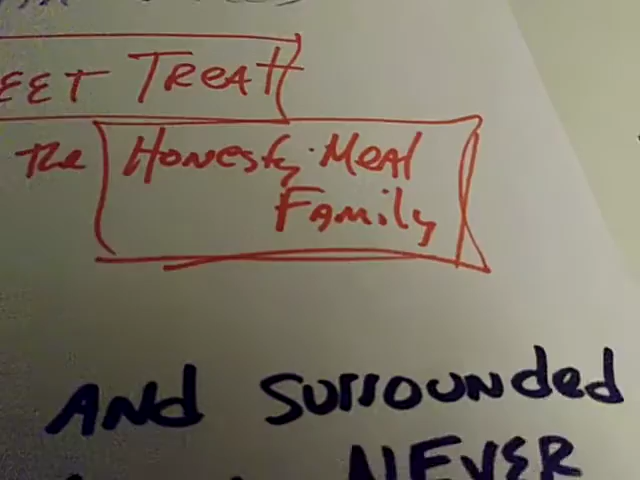 EET TREAT
the Honesty. Meal
Family
And surrounded
NEVER